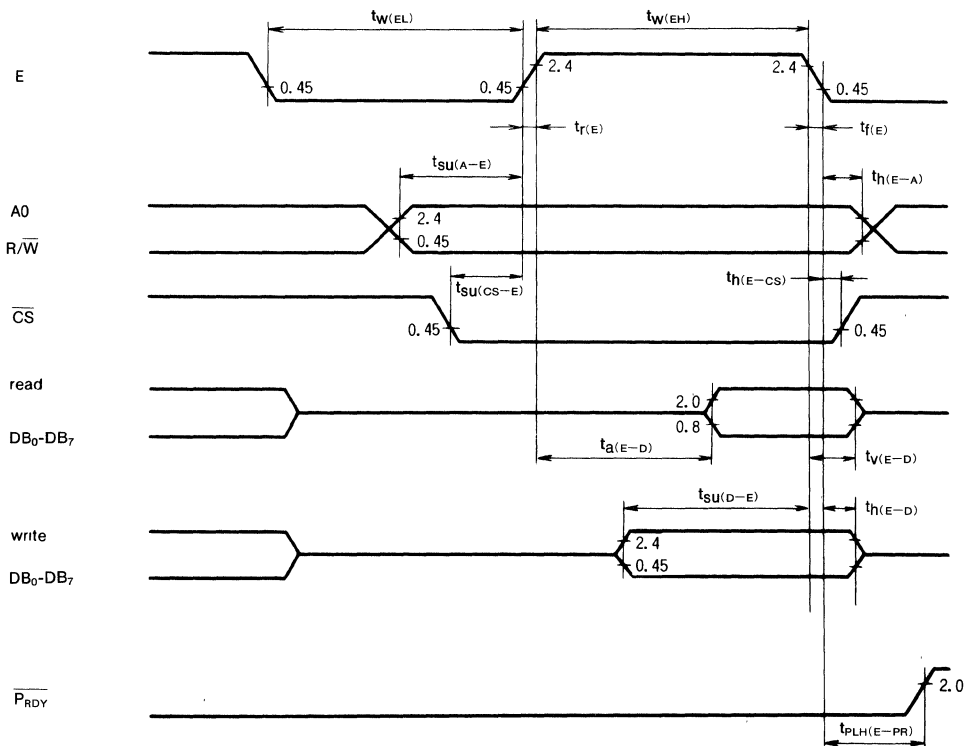 tw(EL)
tw(EH)
E
0.45
0.45
2.4
2.4
0.45
tr(E)
tf(E)
tsu(A−E)
th(E−A)
A0
R/W̅
2.4
0.45
tsu(CS−E)
th(E−CS)
C̅S̅
0.45
0.45
read
DB0-DB7
2.0
0.8
ta(E−D)
tv(E−D)
tsu(D−E)
th(E−D)
write
DB0-DB7
2.4
0.45
P̅R̅D̅Y̅
2.0
tPLH(E−PR)